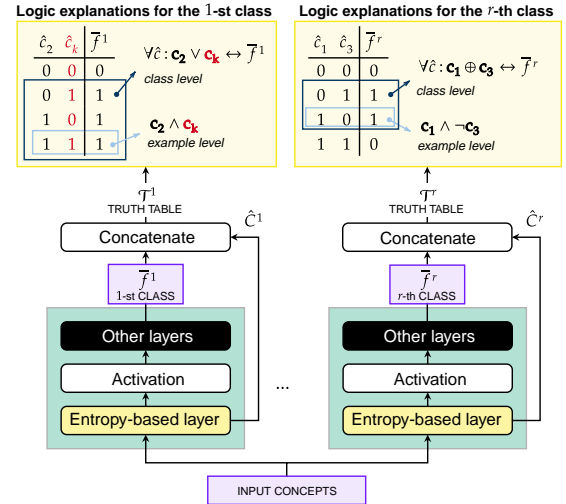 Logic explanations for the 1-st class
ĉ₂ ĉₖ f̅¹
0 0 0
0 1 1
1 0 1
1 1 1
∀ĉ : c₂ ∨ cₖ ↔ f̅¹
class level
c₂ ∧ cₖ
example level
Logic explanations for the r-th class
ĉ₁ ĉ₃ f̅ʳ
0 0 0
0 1 1
1 0 1
1 1 0
∀ĉ : c₁ ⊕ c₃ ↔ f̅ʳ
class level
c₁ ∧ ¬c₃
example level
𝒯¹
TRUTH TABLE
Ĉ¹
Concatenate
f̅¹
1-st CLASS
Other layers
Activation
Entropy-based layer
...
𝒯ʳ
TRUTH TABLE
Ĉʳ
Concatenate
f̅ʳ
r-th CLASS
Other layers
Activation
Entropy-based layer
INPUT CONCEPTS